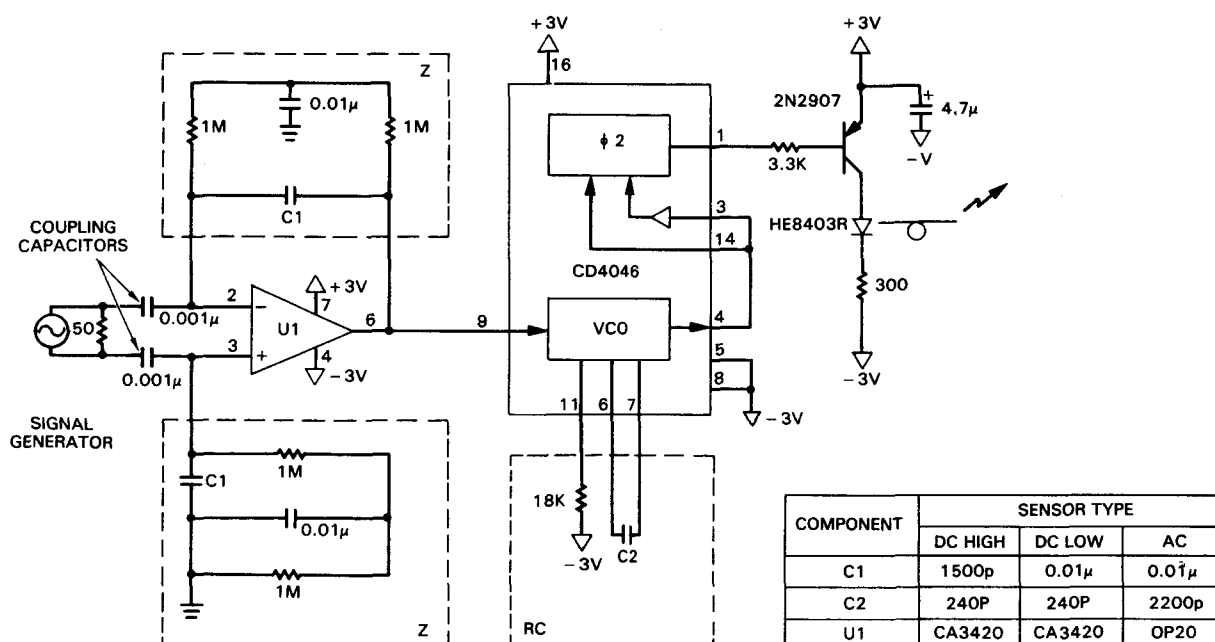 +3V
+3V
Z
16
0.01µ
1M
1M
2N2907
+
4.7µ
-V
ϕ 2
1
3.3K
C1
3
COUPLING
CAPACITORS
14
HE8403R
CD4046
2
-
+3V
7
300
0.001µ
50
U1
6
9
VCO
4
3
+
4
5
0.001µ
-3V
8
-3V
11
6
7
-3V
SIGNAL
GENERATOR
1M
C1
18K
0.01µ
-3V
C2
1M
Z
RC
COMPONENT SENSOR TYPE
DC HIGH DC LOW AC
C1 1500p 0.01µ 0.01µ
C2 240P 240P 2200p
U1 CA3420 CA3420 OP20